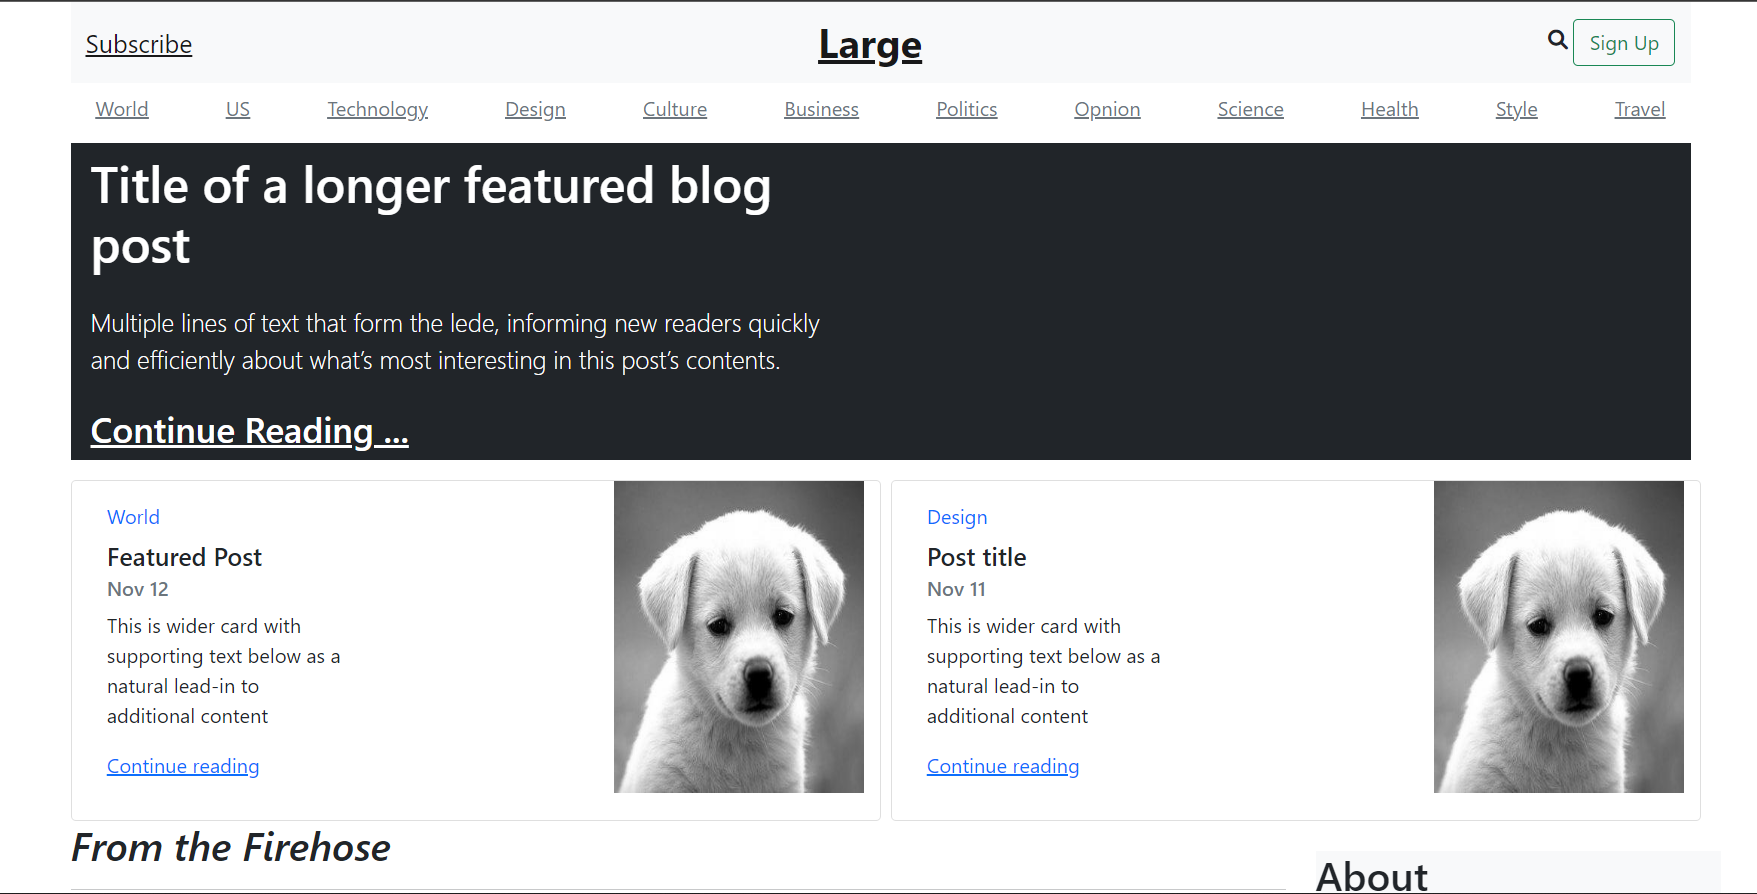 Subscribe
Large
Sign Up
World US Technology Design Culture Business Politics Opnion Science Health Style Travel
Title of a longer featured blog
post
Multiple lines of text that form the lede, informing new readers quickly
and efficiently about what’s most interesting in this post’s contents.
Continue Reading ...
World
Featured Post
Nov 12
This is wider card with
supporting text below as a
natural lead-in to
additional content
Continue reading
Design
Post title
Nov 11
This is wider card with
supporting text below as a
natural lead-in to
additional content
Continue reading
From the Firehose
About